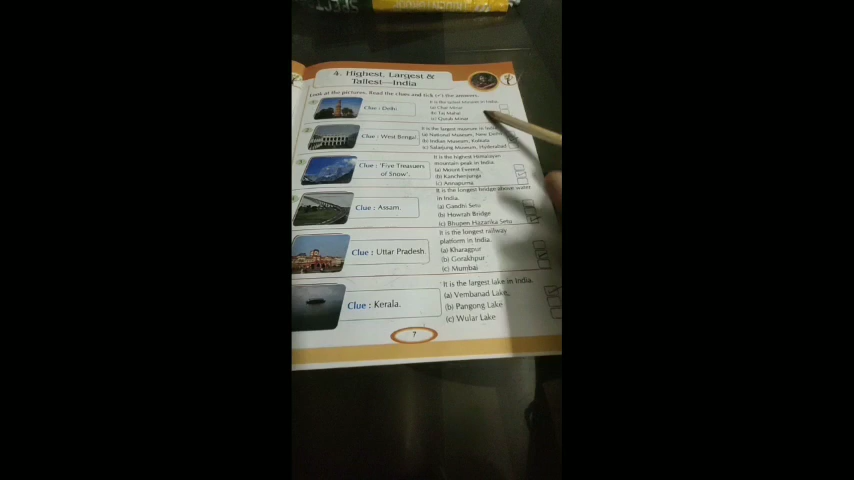 4. Highest, Largest &
Tallest—India
Look at the pictures. Read the clues and tick (✓) the answers.
Clue : Delhi
It is the tallest minaret in India.
(a) Char Minar
(b) Taj Mahal
(c) Qutab Minar
2
Clue : West Bengal
It is the largest museum in India.
(a) National Museum, New Delhi
(b) Indian Museum, Kolkata
(c) Salarjung Museum, Hyderabad
3
Clue : 'Five Treasures
of Snow'.
It is the highest Himalayan
mountain peak in India.
(a) Mount Everest
(b) Kanchenjunga
(c) Annapurna
Clue : Assam.
It is the longest bridge above water
in India.
(a) Gandhi Setu
(b) Howrah Bridge
(c) Bhupen Hazarika Setu
Clue : Uttar Pradesh
It is the longest railway
platform in India.
(a) Kharagpur
(b) Gorakhpur
(c) Mumbai
Clue : Kerala.
It is the largest lake in India.
(a) Vembanad Lake
(b) Pangong Lake
(c) Wular Lake
7